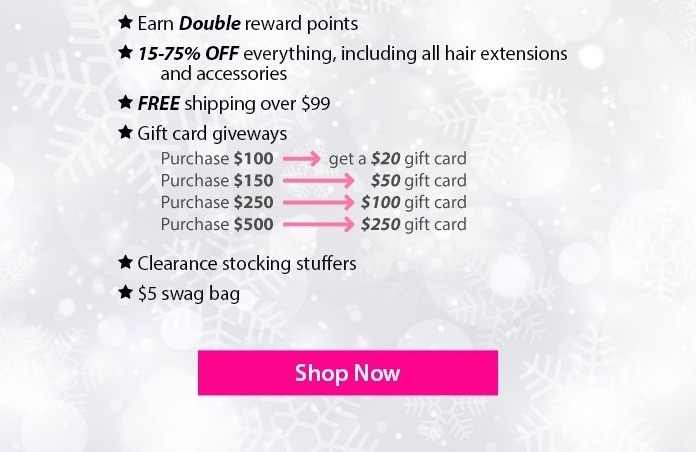 ★ Earn Double reward points
★ 15-75% OFF everything, including all hair extensions
and accessories
★ FREE shipping over $99
★ Gift card giveways
Purchase $100 → get a $20 gift card
Purchase $150 → $50 gift card
Purchase $250 → $100 gift card
Purchase $500 → $250 gift card
★ Clearance stocking stuffers
★ $5 swag bag
Shop Now